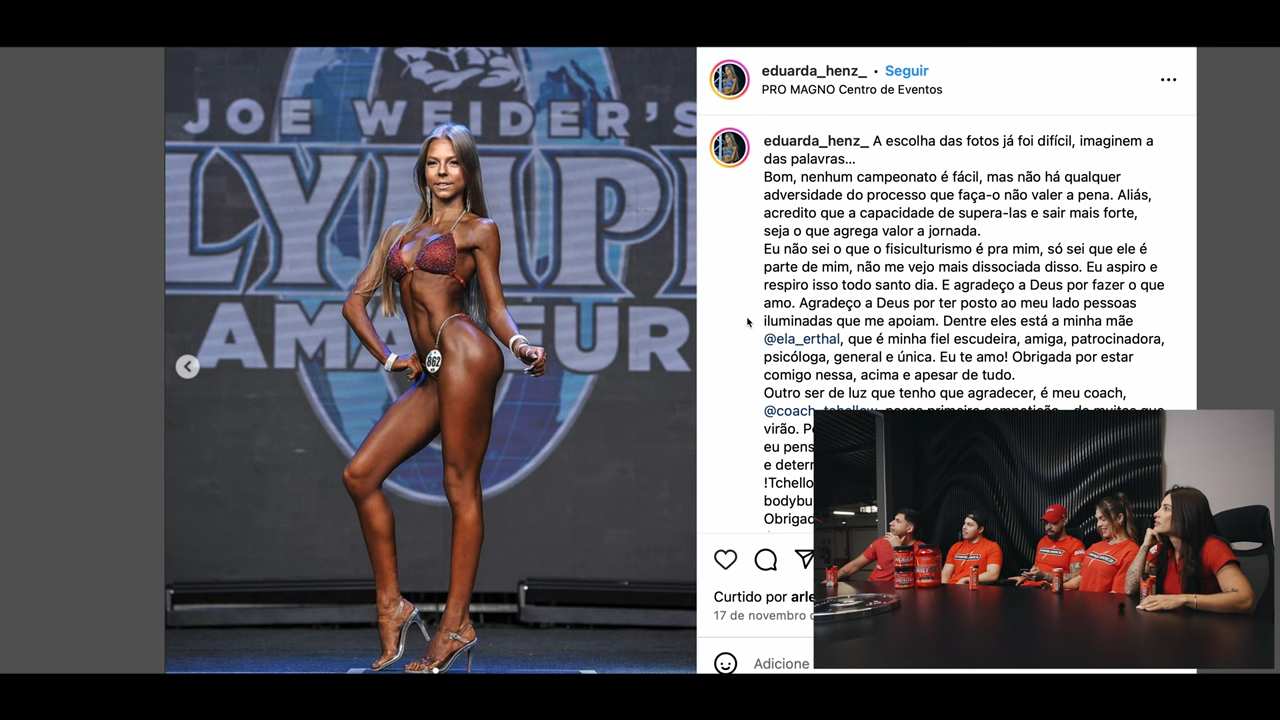 JOE WEIDER'S
LYMPI
AMATEUR
862
eduarda_henz_ • Seguir
PRO MAGNO Centro de Eventos
eduarda_henz_ A escolha das fotos já foi difícil, imaginem a
das palavras...
Bom, nenhum campeonato é fácil, mas não há qualquer
adversidade do processo que faça-o não valer a pena. Aliás,
acredito que a capacidade de supera-las e sair mais forte,
seja o que agrega valor a jornada.
Eu não sei o que o fisiculturismo é pra mim, só sei que ele é
parte de mim, não me vejo mais dissociada disso. Eu aspiro e
respiro isso todo santo dia. E agradeço a Deus por fazer o que
amo. Agradeço a Deus por ter posto ao meu lado pessoas
iluminadas que me apoiam. Dentre eles está a minha mãe
@ela_erthal, que é minha fiel escudeira, amiga, patrocinadora,
psicóloga, general e única. Eu te amo! Obrigada por estar
comigo nessa, acima e apesar de tudo.
Outro ser de luz que tenho que agradecer, é meu coach,
virão.
eu pens
e deter
!Tchello
bodybu
Obrigad
Curtido por arle
17 de novembro
Adicione